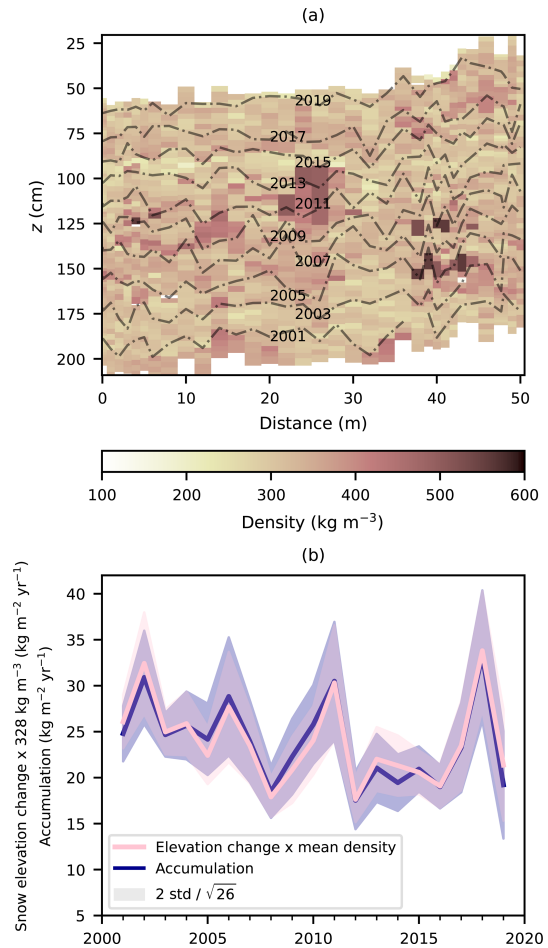 (a)
25
50
75
100
125
150
175
200
z (cm)
2019
2017
2015
2013
2011
2009
2007
2005
2003
2001
0 10 20 30 40 50
Distance (m)
100 200 300 400 500 600
Density (kg m⁻³)
(b)
Snow elevation change x 328 kg m⁻³ (kg m⁻² yr⁻¹)
Accumulation (kg m⁻² yr⁻¹)
40
35
30
25
20
15
10
5
Elevation change x mean density
Accumulation
2 std / √26
2000 2005 2010 2015 2020